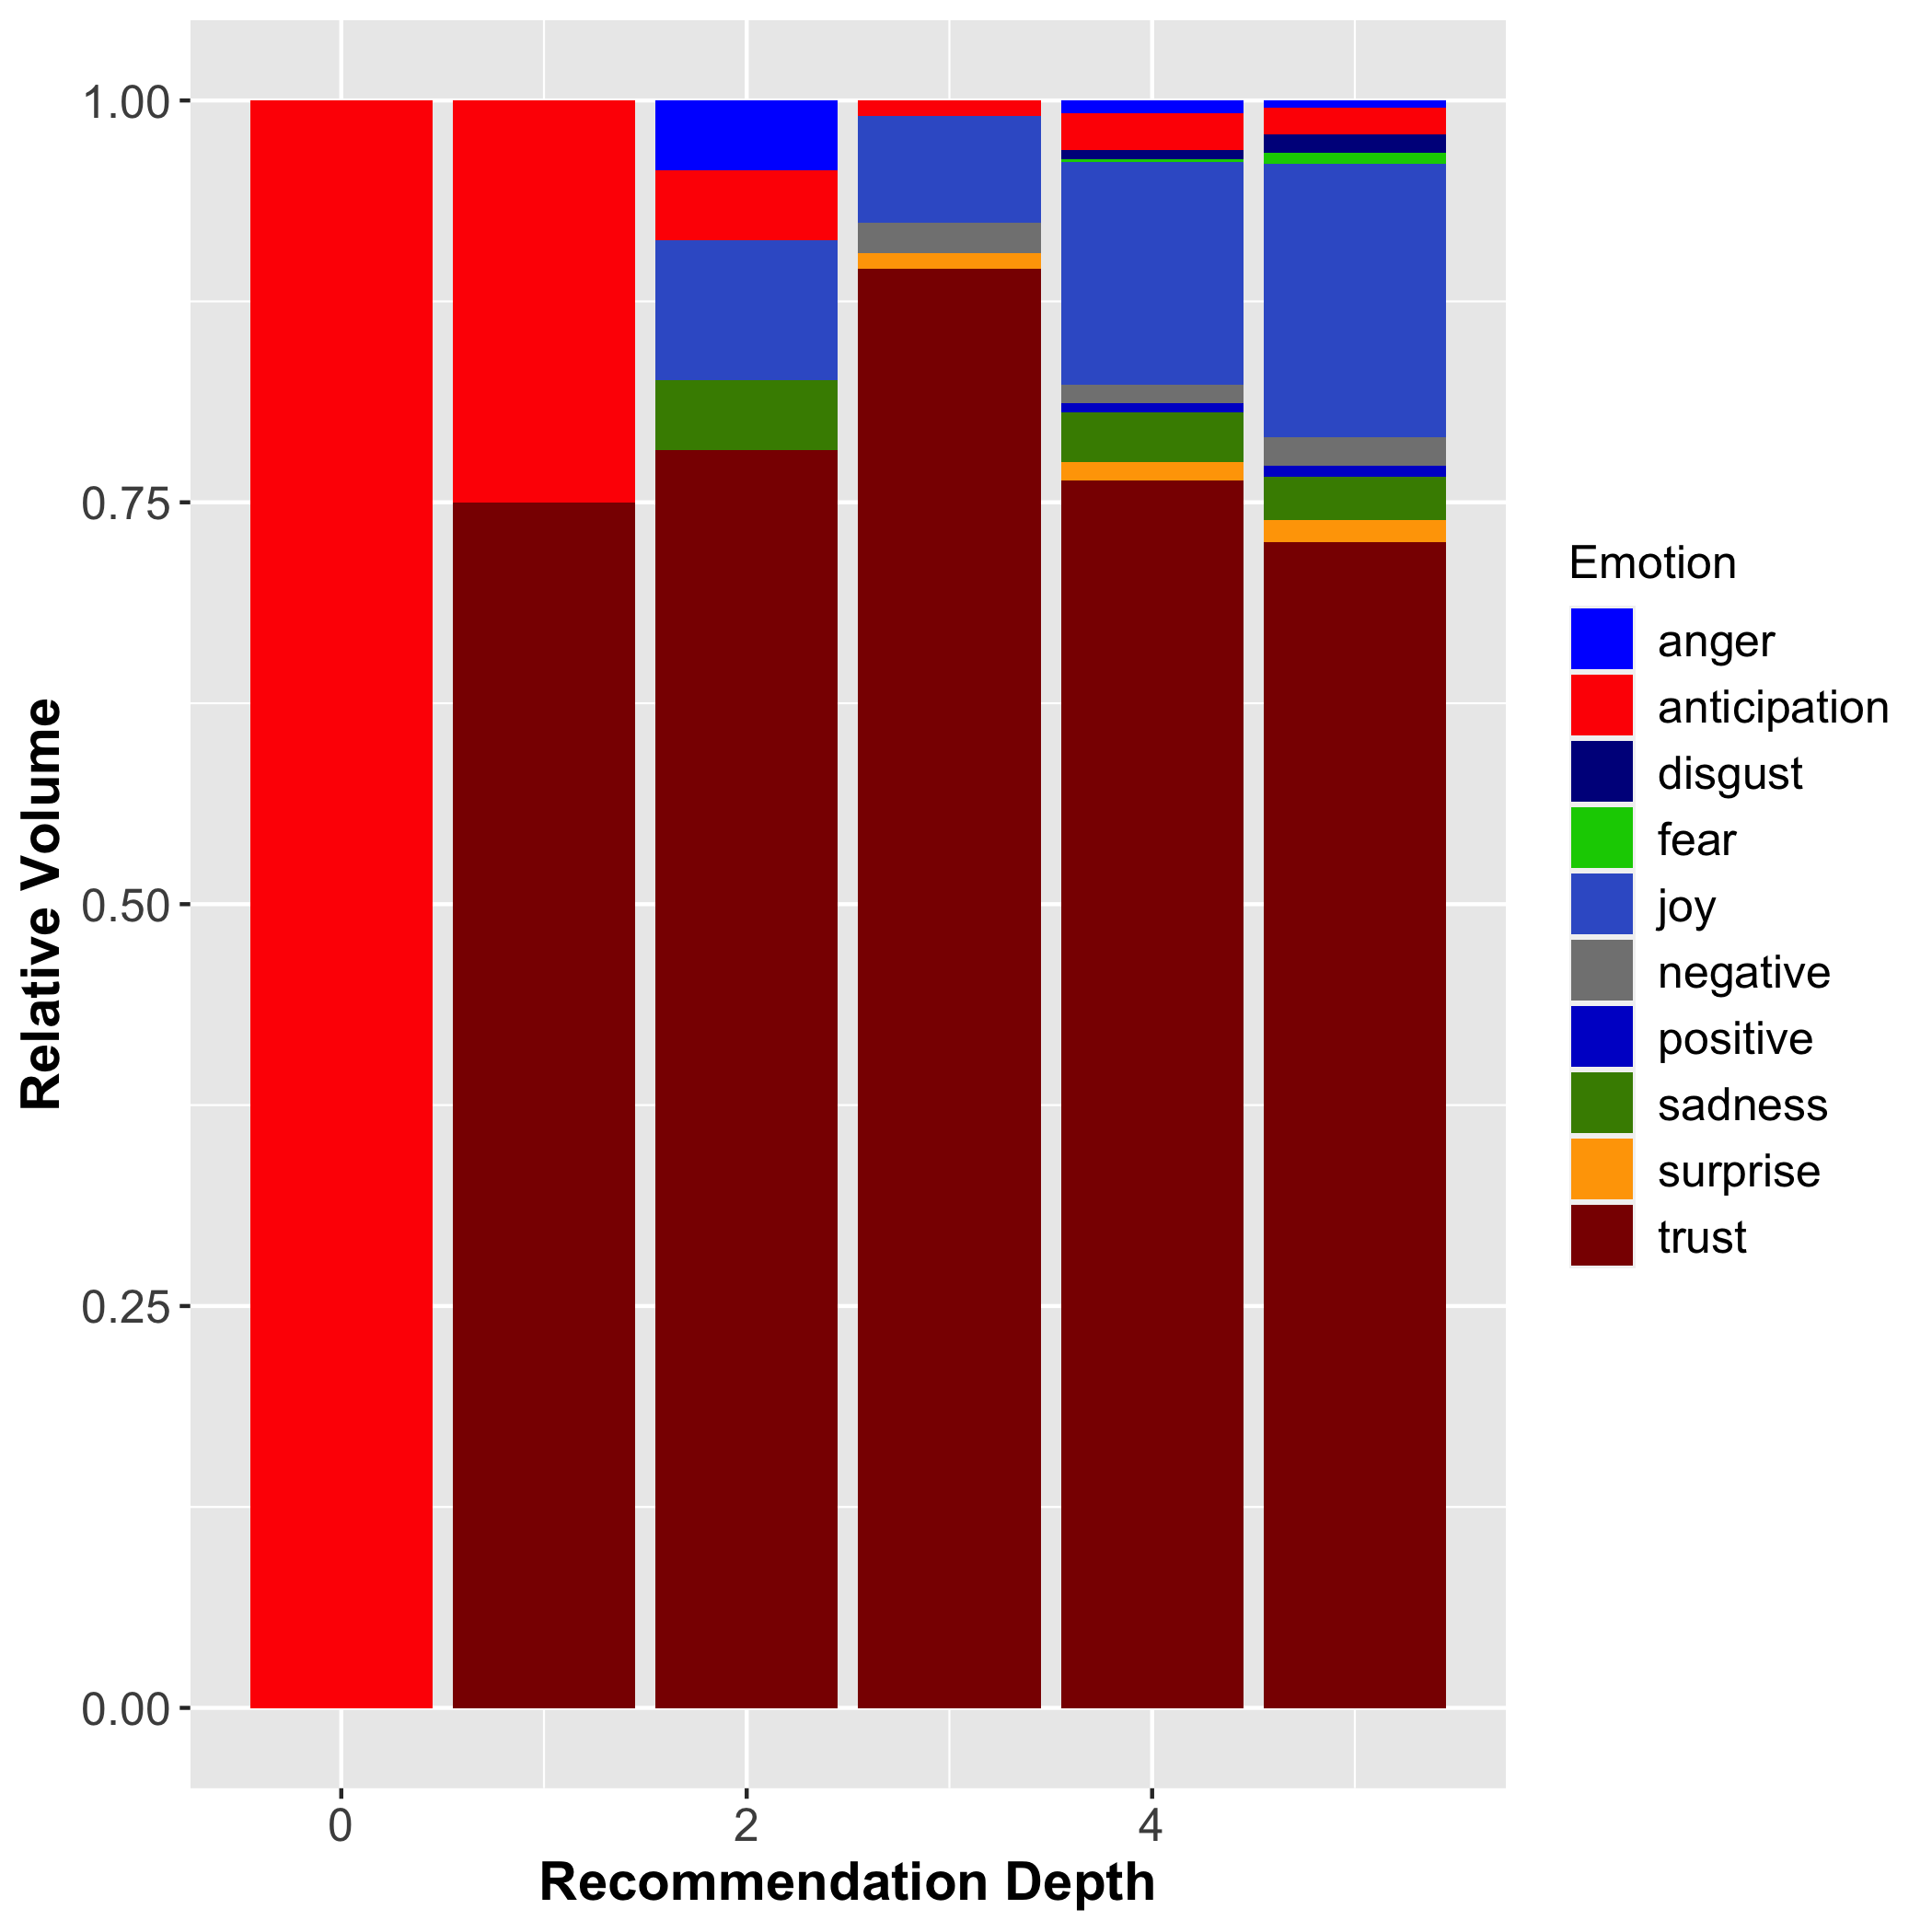 1.00
0.75
0.50
0.25
0.00
Relative Volume
0
2
4
Recommendation Depth
Emotion
anger
anticipation
disgust
fear
joy
negative
positive
sadness
surprise
trust